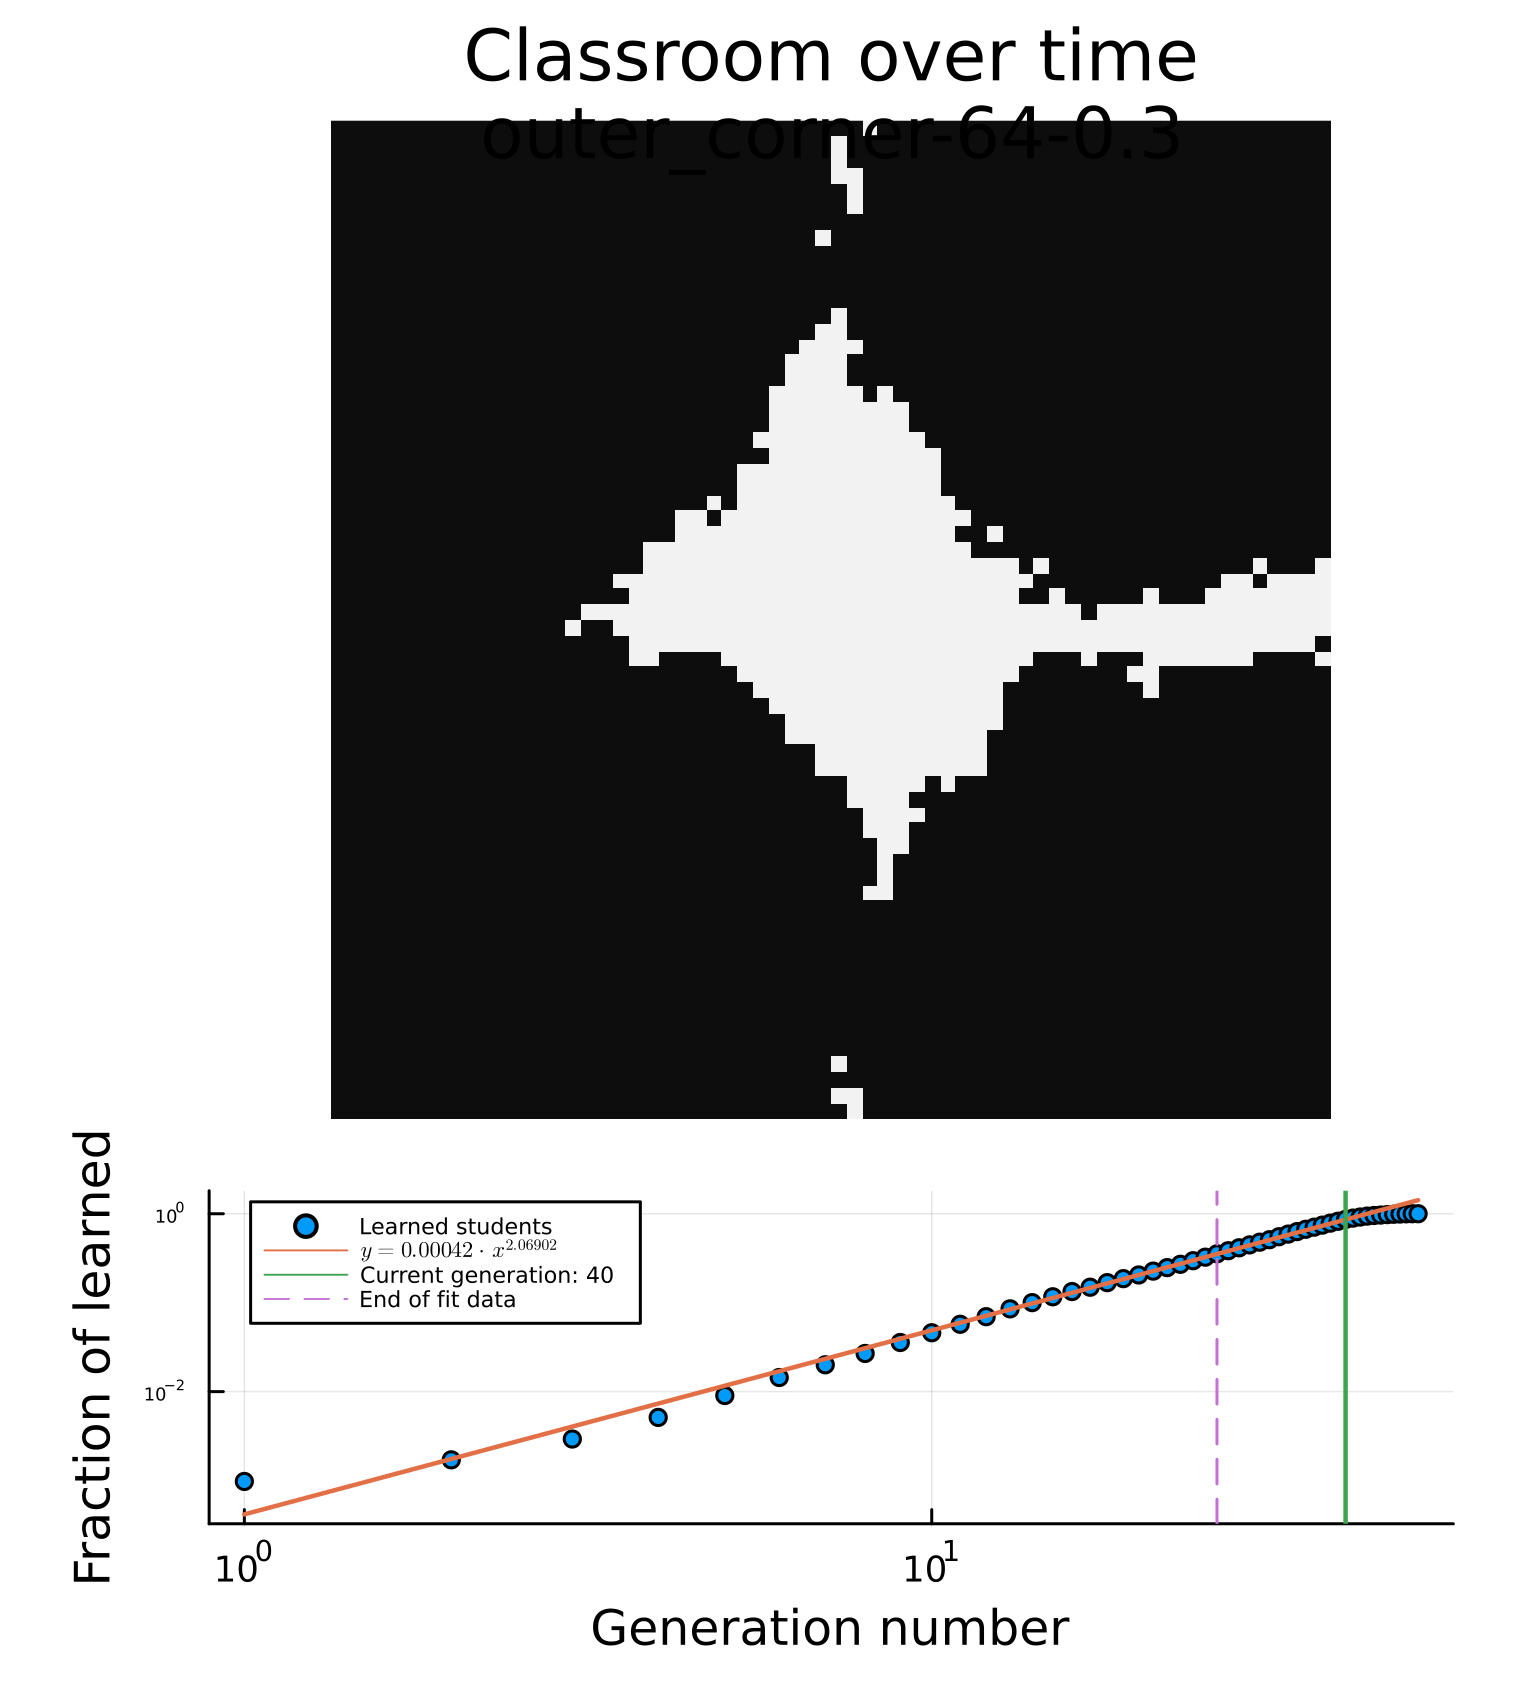 Classroom over time
outer_corner-64-0.3
Fraction of learned
10⁰
10⁻²
Learned students
y = 0.00042 · x^2.06902
Current generation: 40
End of fit data
10⁰
10¹
Generation number